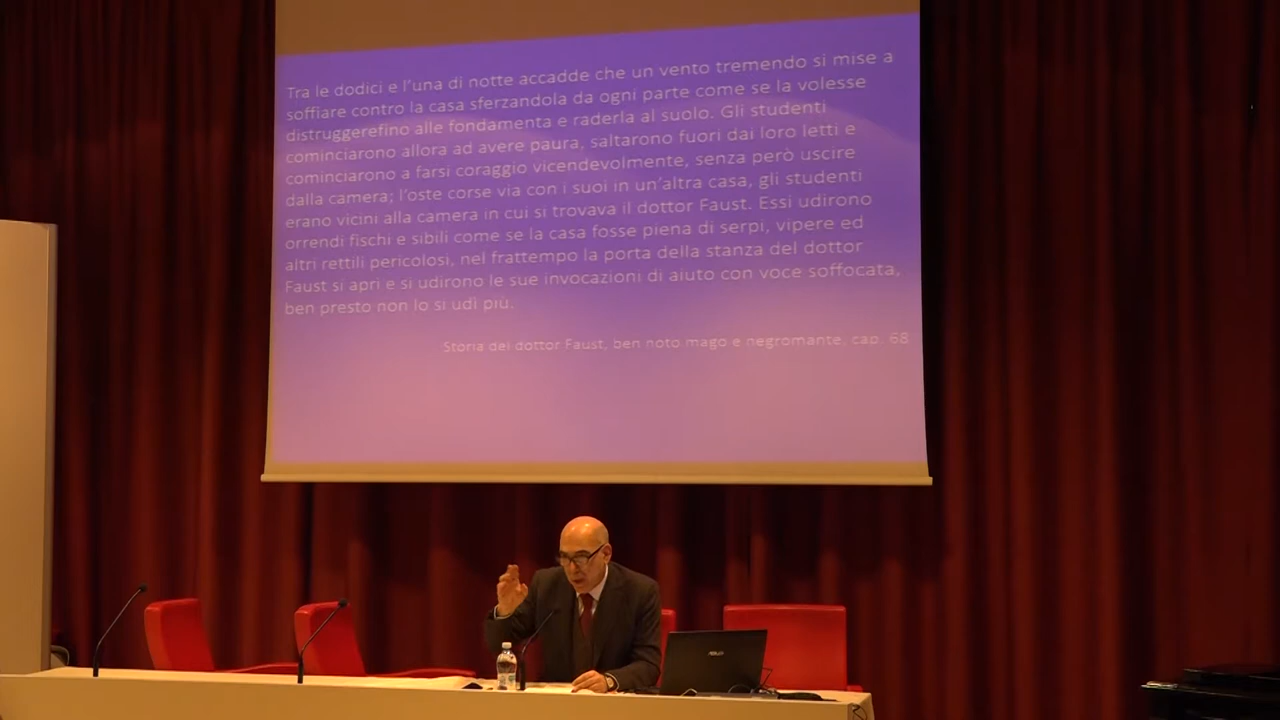 Tra le dodici e l'una di notte accadde che un vento tremendo si mise a
soffiare contro la casa sferzandola da ogni parte come se la volesse
distruggerefino alle fondamenta e raderla al suolo. Gli studenti
cominciarono allora ad avere paura, saltarono fuori dai loro letti e
cominciarono a farsi coraggio vicendevolmente, senza però uscire
dalla camera; l'oste corse via con i suoi in un'altra casa, gli studenti
erano vicini alla camera in cui si trovava il dottor Faust. Essi udirono
orrendi fischi e sibili come se la casa fosse piena di serpi, vipere ed
altri rettili pericolosi, nel frattempo la porta della stanza del dottor
Faust si aprì e si udirono le sue invocazioni di aiuto con voce soffocata,
ben presto non lo si udì più.
Storia del dottor Faust, ben noto mago e negromante, cap. 68
ASUS